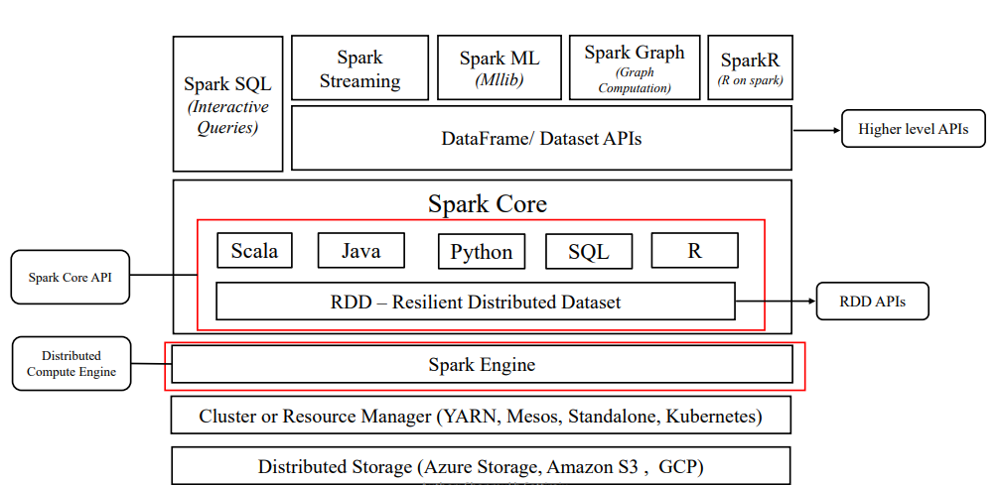 Spark SQL
(Interactive
Queries)
Spark
Streaming
Spark ML
(Mllib)
Spark Graph
(Graph
Computation)
SparkR
(R on spark)
DataFrame/ Dataset APIs
Higher level APIs
Spark Core
Scala
Java
Python
SQL
R
Spark Core API
RDD – Resilient Distributed Dataset
RDD APIs
Distributed
Compute Engine
Spark Engine
Cluster or Resource Manager (YARN, Mesos, Standalone, Kubernetes)
Distributed Storage (Azure Storage, Amazon S3 , GCP)